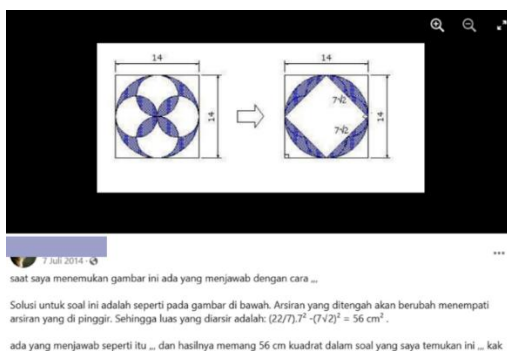 14
14
14
14
7√2
7√2
7 Juli 2014 ·
saat saya menemukan gambar ini ada yang menjawab dengan cara ,,,
Solusi untuk soal ini adalah seperti pada gambar di bawah. Arsiran yang ditengah akan berubah menempati
arsiran yang di pinggir. Sehingga luas yang diarsir adalah: (22/7).7² -(7√2)² = 56 cm² .
ada yang menjawab seperti itu ,,, dan hasilnya memang 56 cm kuadrat dalam soal yang saya temukan ini ,,, kak